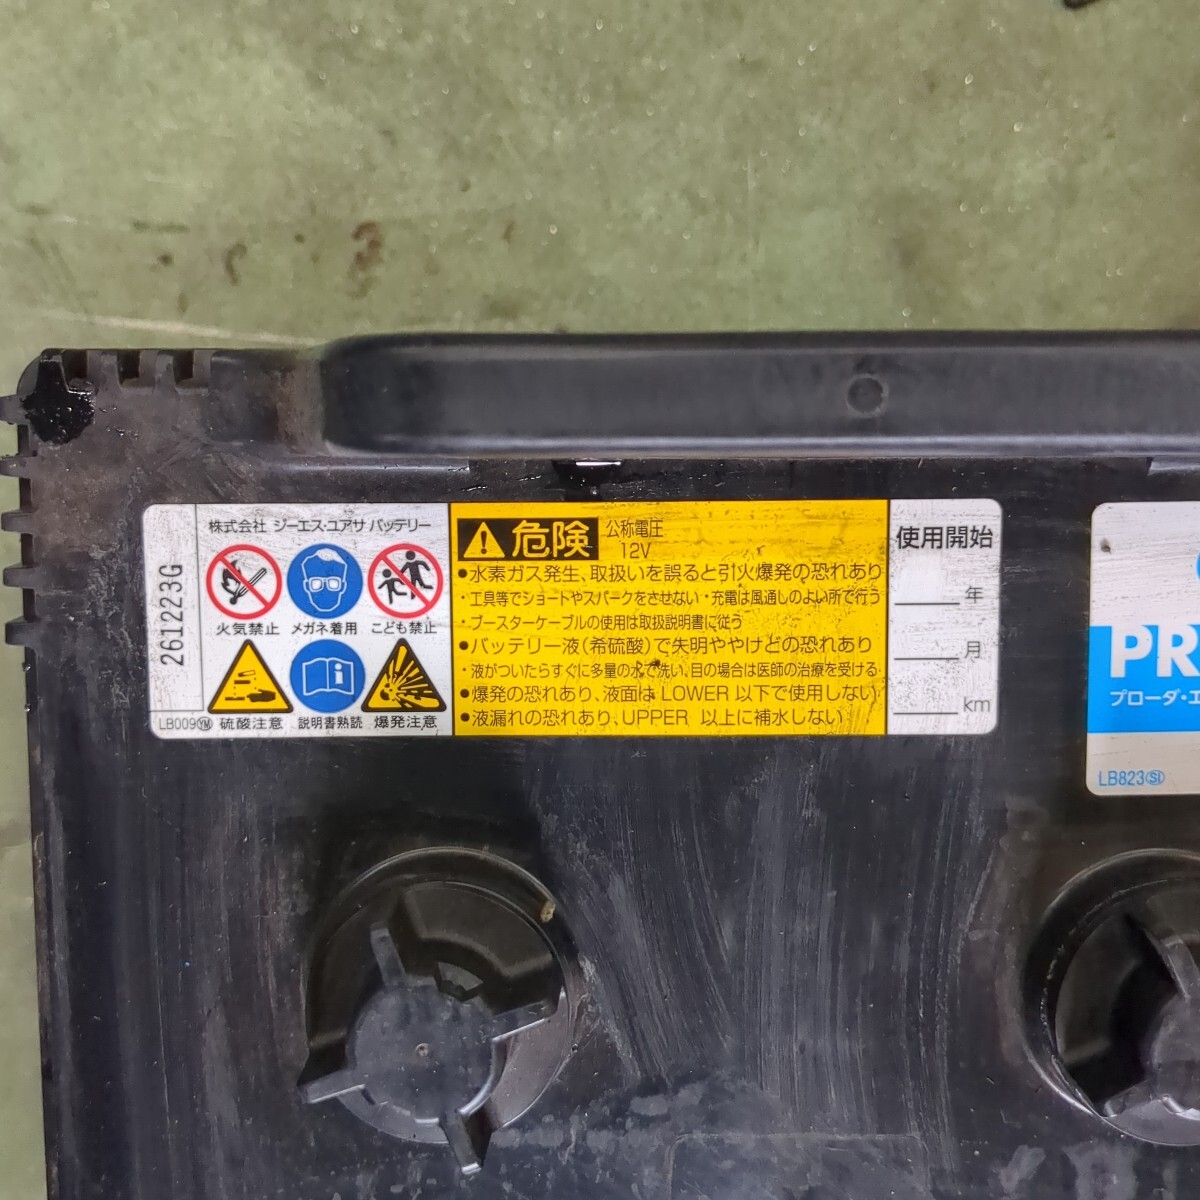 株式会社 ジーエス・ユアサ バッテリー
261223G
火気禁止 メガネ着用 こども禁止
硫酸注意 説明書熟読 爆発注意
LB009 YM
危険 公称電圧 12V
●水素ガス発生、取扱いを誤ると引火爆発の恐れあり
・工具等でショートやスパークをさせない・充電は風通しのよい所で行う
・ブースターケーブルの使用は取扱説明書に従う
●バッテリー液(希硫酸)で失明ややけどの恐れあり
・液がついたらすぐに多量の水で洗い、目の場合は医師の治療を受ける
●爆発の恐れあり、液面は LOWER 以下で使用しない
●液漏れの恐れあり、UPPER 以上に補水しない
使用開始
年
月
km
PR
プローダ・エ
LB823 SI